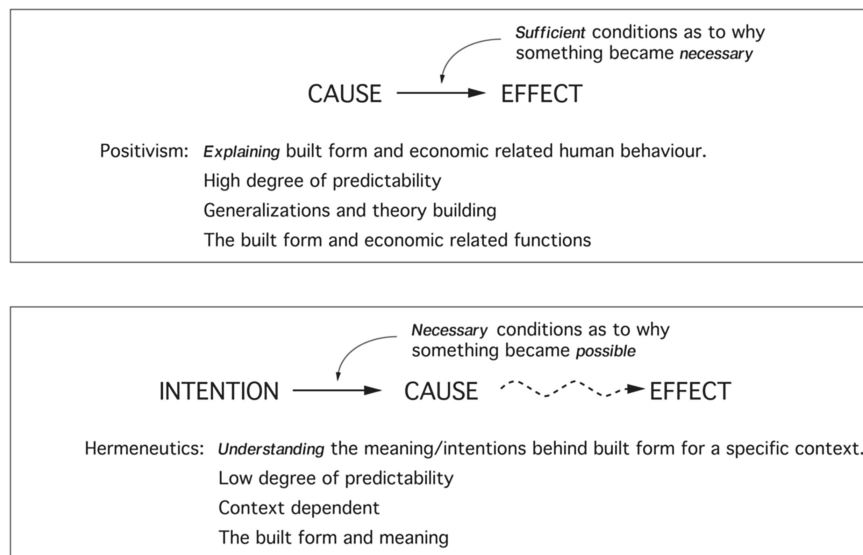 Sufficient conditions as to why
something became necessary
CAUSE EFFECT
Positivism: Explaining built form and economic related human behaviour.
High degree of predictability
Generalizations and theory building
The built form and economic related functions
Necessary conditions as to why
something became possible
INTENTION CAUSE EFFECT
Hermeneutics: Understanding the meaning/intentions behind built form for a specific context.
Low degree of predictability
Context dependent
The built form and meaning